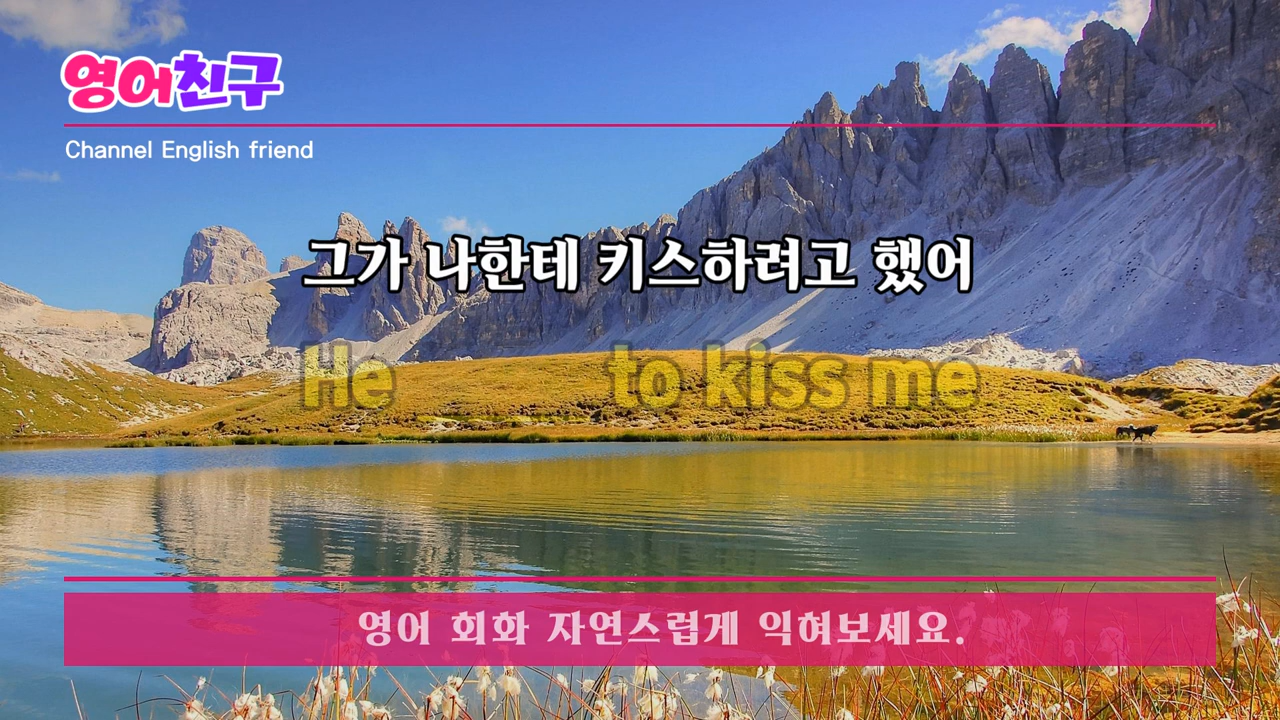 영어친구
Channel English friend
그가 나한테 키스하려고 했어
He to kiss me
영어 회화 자연스럽게 익혀보세요.